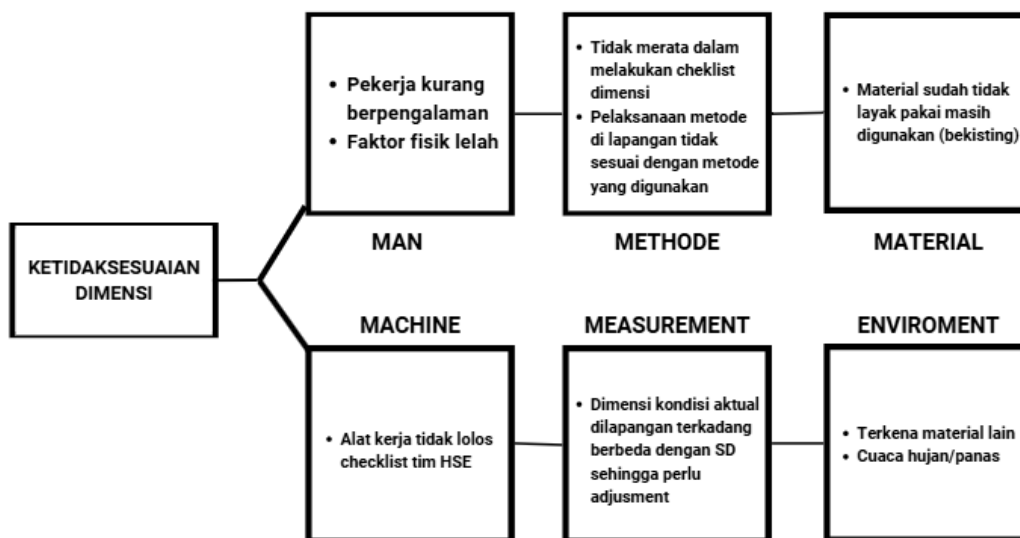 • Pekerja kurang
berpengalaman
• Faktor fisik lelah
• Tidak merata dalam
melakukan cheklist
dimensi
• Pelaksanaan metode
di lapangan tidak
sesuai dengan metode
yang digunakan
• Material sudah tidak
layak pakai masih
digunakan (bekisting)
MAN
METHODE
MATERIAL
KETIDAKSESUAIAN
DIMENSI
MACHINE
MEASUREMENT
ENVIROMENT
• Alat kerja tidak lolos
checklist tim HSE
• Dimensi kondisi aktual
dilapangan terkadang
berbeda dengan SD
sehingga perlu
adjusment
• Terkena material lain
• Cuaca hujan/panas